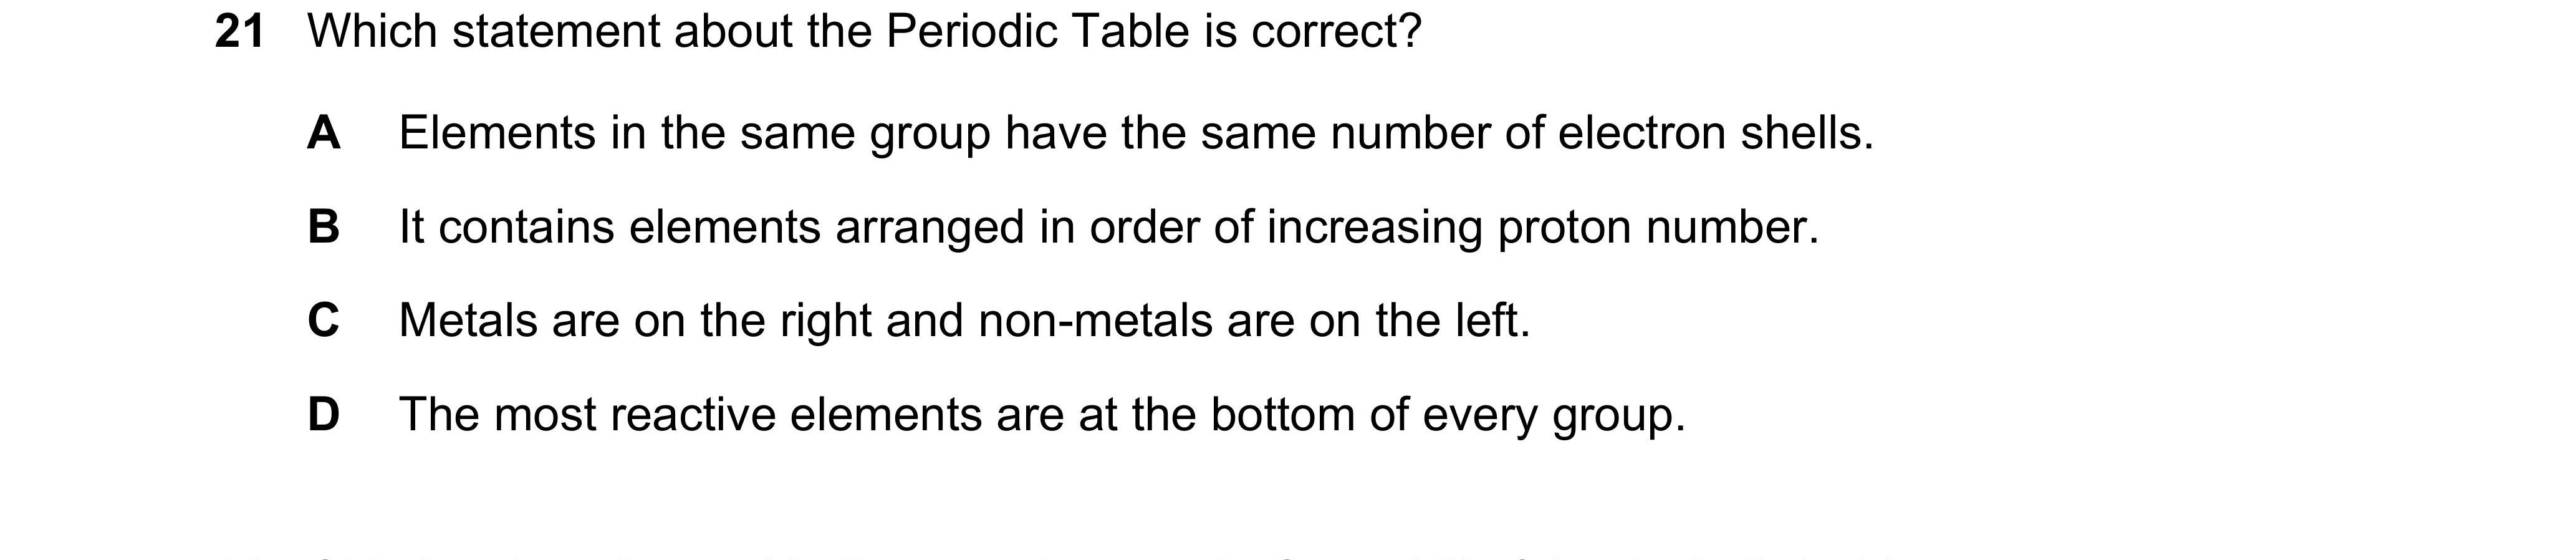 21 Which statement about the Periodic Table is correct?
A Elements in the same group have the same number of electron shells.
B It contains elements arranged in order of increasing proton number.
C Metals are on the right and non-metals are on the left.
D The most reactive elements are at the bottom of every group.